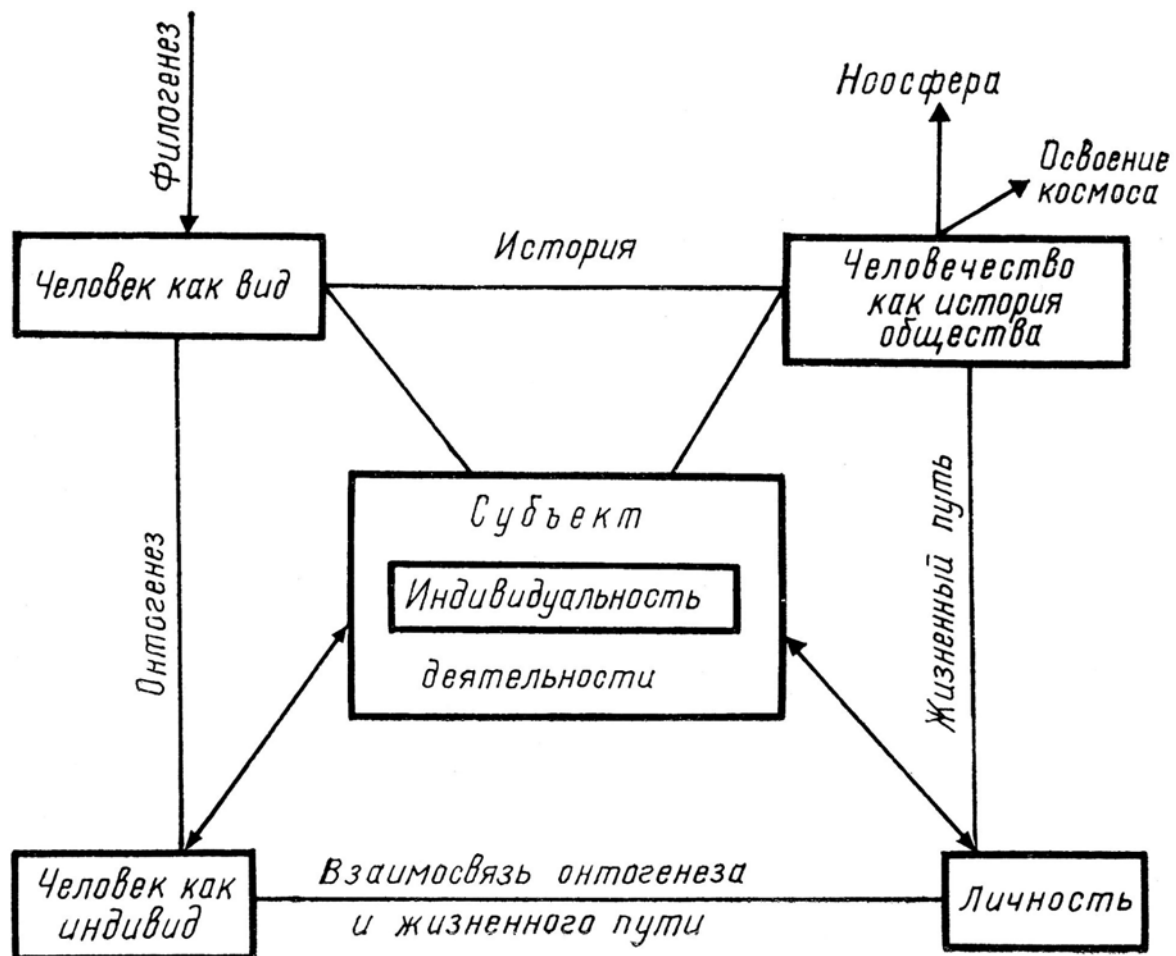 Филогенез
Ноосфера
Освоение
космоса
История
Человек как вид
Человечество
как история
общества
Субъект
Индивидуальность
деятельности
Онтогенез
Жизненный путь
Человек как
индивид
Взаимосвязь онтогенеза
и жизненного пути
Личность